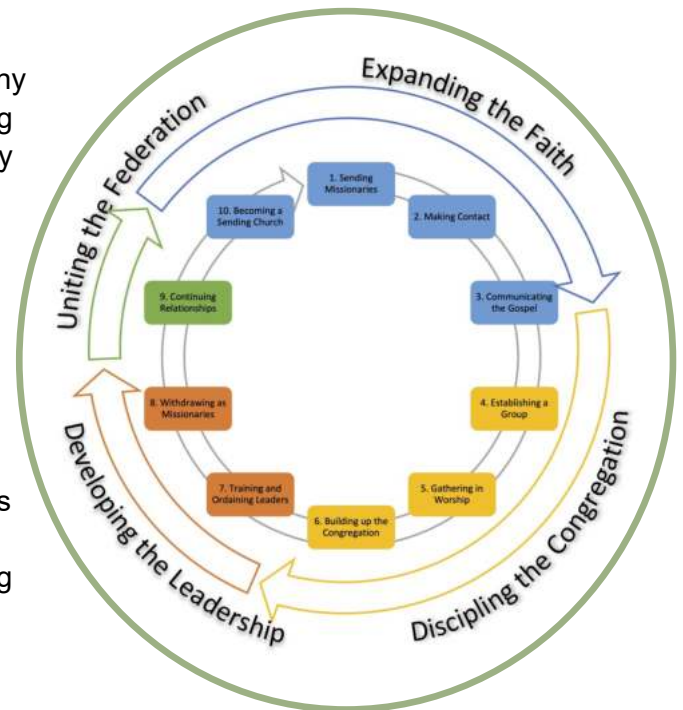 ny
g
y
s
g
Expanding the Faith
Discipling the Congregation
Developing the Leadership
Uniting the Federation
1. Sending
Missionaries
2. Making Contact
3. Communicating
the Gospel
4. Establishing a
Group
5. Gathering in
Worship
6. Building up the
Congregation
7. Training and
Ordaining Leaders
8. Withdrawing as
Missionaries
9. Continuing
Relationships
10. Becoming a
Sending Church